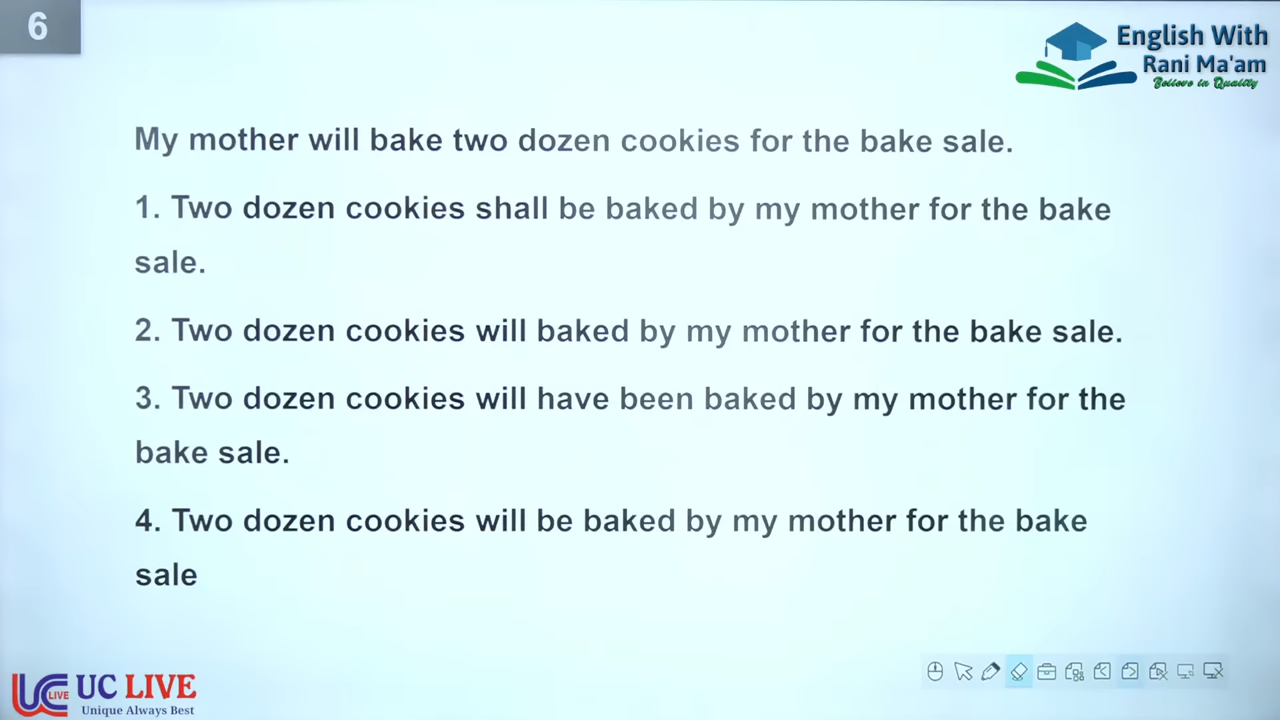 6
English With
Rani Ma'am
Believe in Quality
My mother will bake two dozen cookies for the bake sale.
1. Two dozen cookies shall be baked by my mother for the bake
sale.
2. Two dozen cookies will baked by my mother for the bake sale.
3. Two dozen cookies will have been baked by my mother for the
bake sale.
4. Two dozen cookies will be baked by my mother for the bake
sale
UC LIVE UC LIVE
Unique Always Best